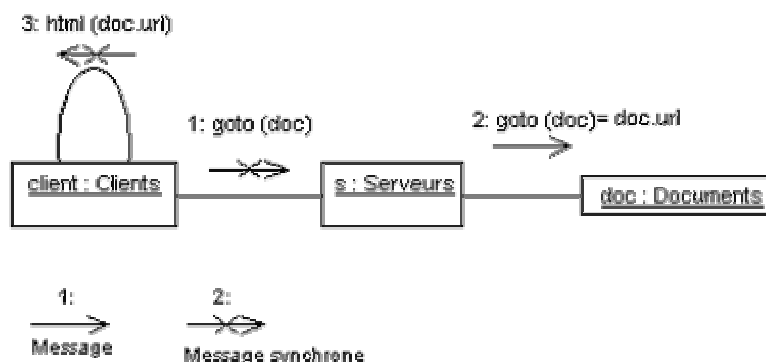 3: html (doc.url)
1: goto (doc)
2: goto (doc)= doc.url
client : Clients
s : Serveurs
doc : Documents
1:
2:
Message
Message synchrone